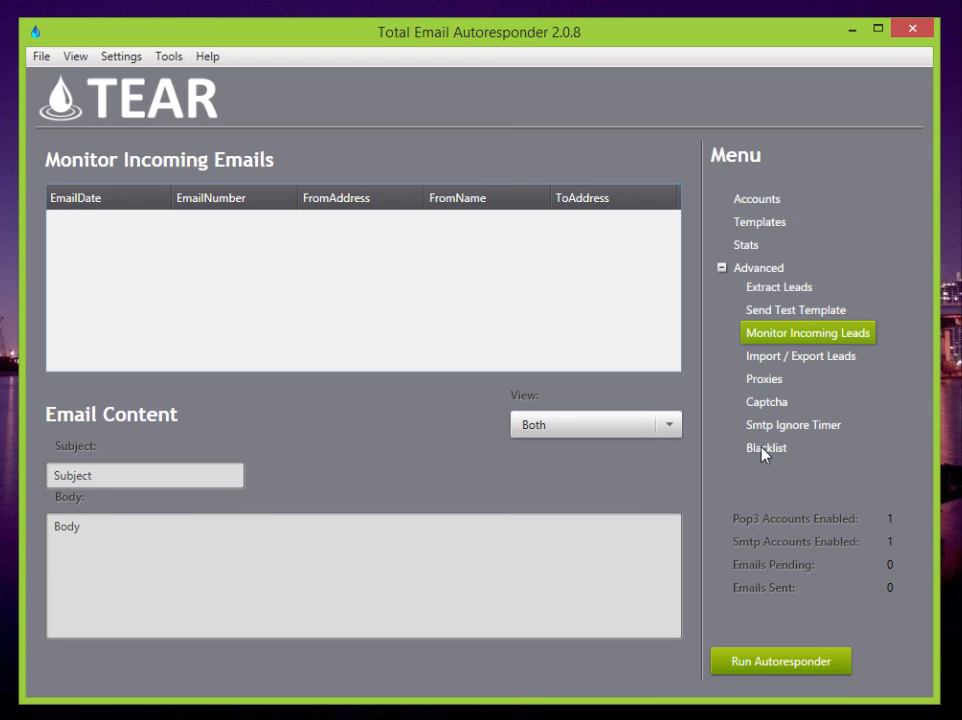 Total Email Autoresponder 2.0.8
File View Settings Tools Help
TEAR
Monitor Incoming Emails
EmailDate EmailNumber FromAddress FromName ToAddress
Email Content
View:
Both
Subject:
Subject
Body:
Body
Menu
Accounts
Templates
Stats
Advanced
Extract Leads
Send Test Template
Monitor Incoming Leads
Import / Export Leads
Proxies
Captcha
Smtp Ignore Timer
Blacklist
Pop3 Accounts Enabled: 1
Smtp Accounts Enabled: 1
Emails Pending: 0
Emails Sent: 0
Run Autoresponder